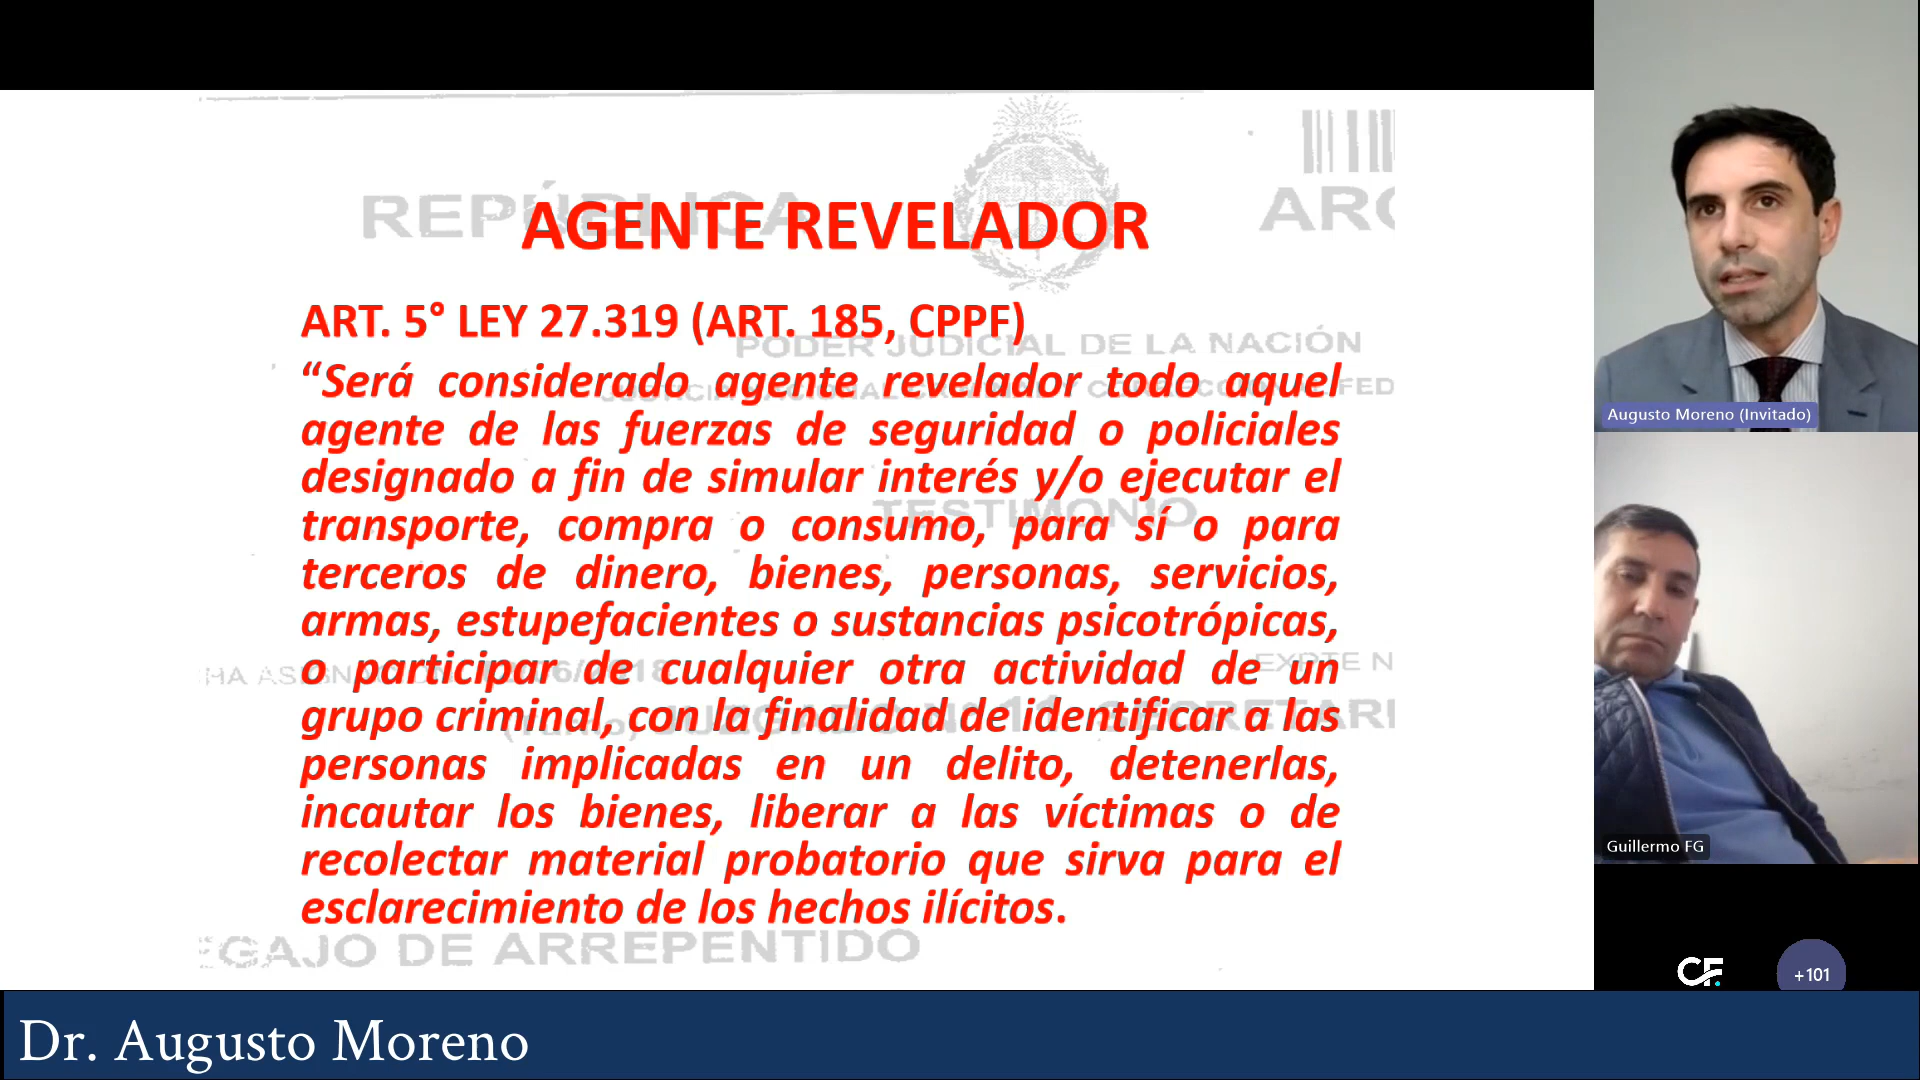 REPÚBLICA
ARG
AGENTE REVELADOR
ART. 5° LEY 27.319 (ART. 185, CPPF)
PODER JUDICIAL DE LA NACIÓN
“Será considerado agente revelador todo aquel
FED
agente de las fuerzas de seguridad o policiales
designado a fin de simular interés y/o ejecutar el
TESTIMONIO
transporte, compra o consumo, para sí o para
terceros de dinero, bienes, personas, servicios,
armas, estupefacientes o sustancias psicotrópicas,
o participar de cualquier otra actividad de un
EXPTE N
grupo criminal, con la finalidad de identificar a las
personas implicadas en un delito, detenerlas,
incautar los bienes, liberar a las víctimas o de
recolectar material probatorio que sirva para el
esclarecimiento de los hechos ilícitos.
EGAJO DE ARREPENTIDO
Augusto Moreno (Invitado)
Guillermo FG
CF.
+101
Dr. Augusto Moreno